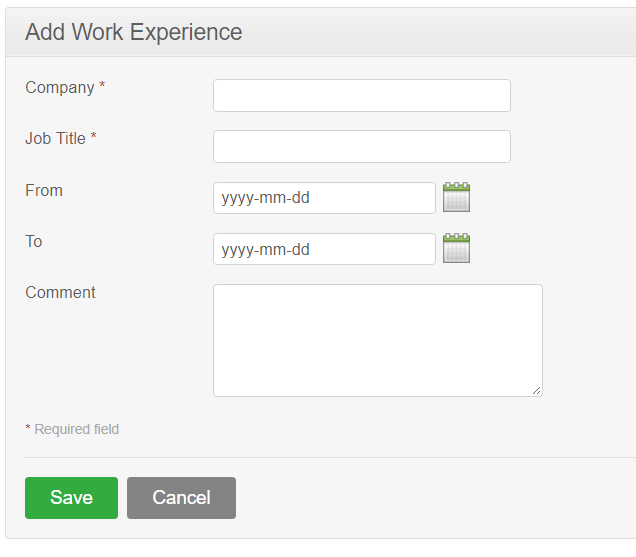 Add Work Experience
Company *
Job Title *
From yyyy-mm-dd
To yyyy-mm-dd
Comment
* Required field
Save Cancel